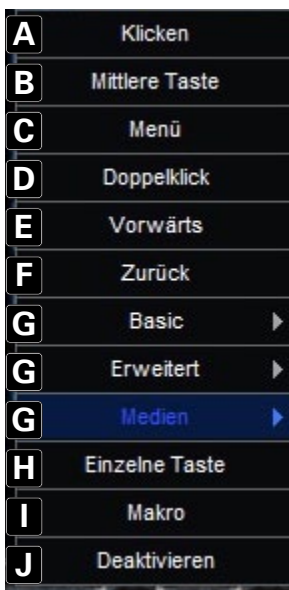 A Klicken
B Mittlere Taste
C Menü
D Doppelklick
E Vorwärts
F Zurück
G Basic
G Erweitert
G Medien
H Einzelne Taste
I Makro
J Deaktivieren